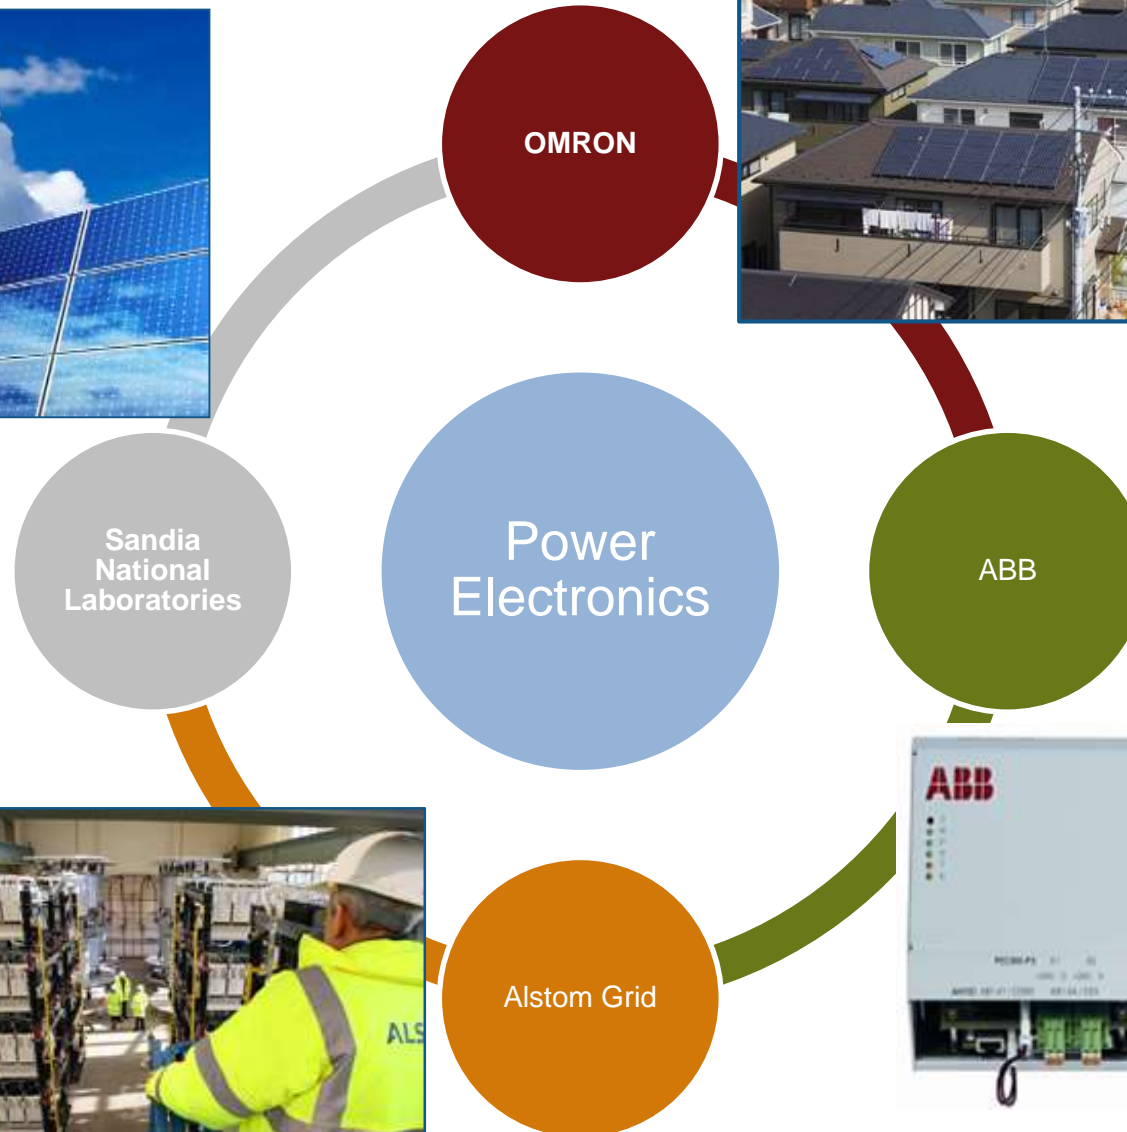 OMRON
Sandia
National
Laboratories
Power
Electronics
ABB
ABB
ALS
Alstom Grid